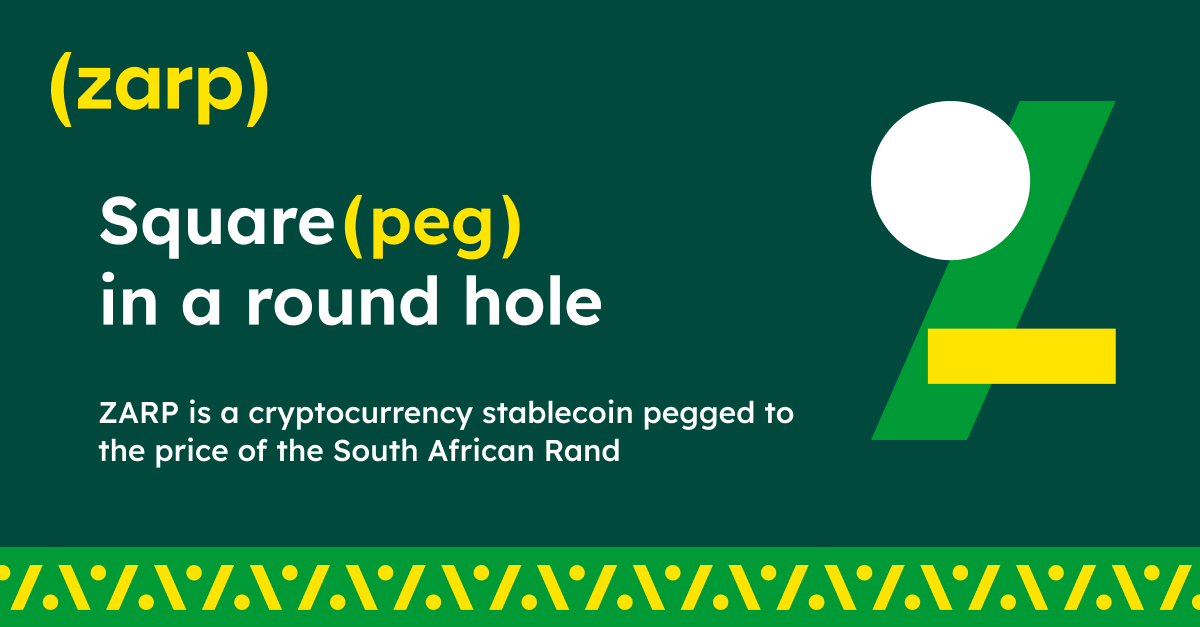 (zarp)
Square(peg)
in a round hole
ZARP is a cryptocurrency stablecoin pegged to
the price of the South African Rand